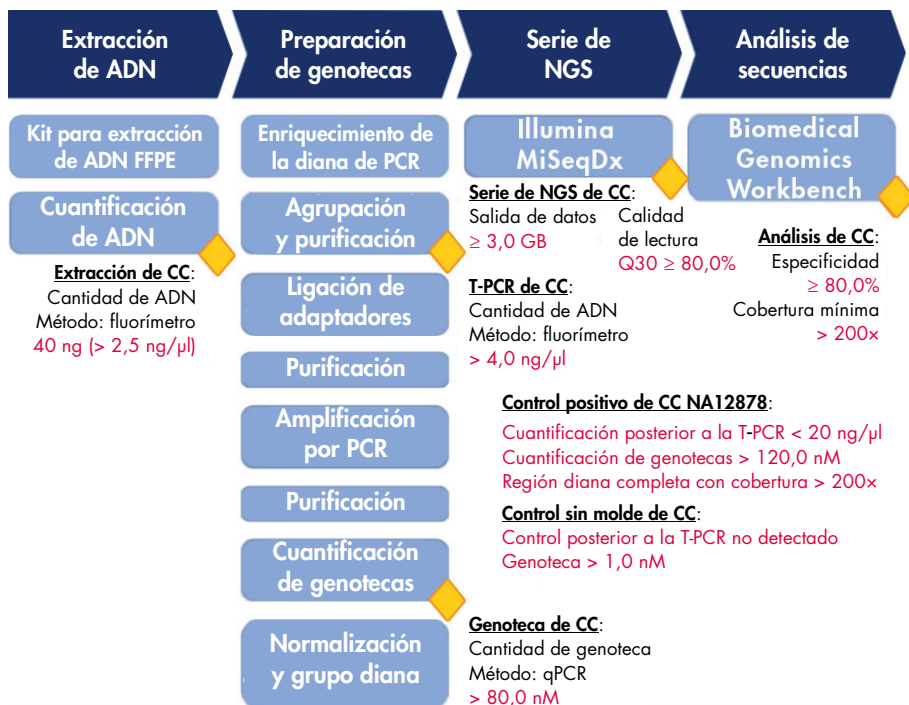 Extracción
de ADN
Preparación
de genotecas
Serie de
NGS
Análisis de
secuencias
Kit para extracción
de ADN FFPE
Cuantificación
de ADN
Extracción de CC:
Cantidad de ADN
Método: fluorímetro
40 ng (> 2,5 ng/µl)
Enriquecimiento de
la diana de PCR
Agrupación
y purificación
Ligación de
adaptadores
Purificación
Amplificación
por PCR
Purificación
Cuantificación
de genotecas
Normalización
y grupo diana
Illumina
MiSeqDx
Serie de NGS de CC:
Salida de datos
≥ 3,0 GB
Calidad
de lectura
Q30 ≥ 80,0%
T-PCR de CC:
Cantidad de ADN
Método: fluorímetro
> 4,0 ng/µl
Biomedical
Genomics
Workbench
Análisis de CC:
Especificidad
≥ 80,0%
Cobertura mínima
> 200×
Control positivo de CC NA12878:
Cuantificación posterior a la T-PCR < 20 ng/µl
Cuantificación de genotecas > 120,0 nM
Región diana completa con cobertura > 200×
Control sin molde de CC:
Control posterior a la T-PCR no detectado
Genoteca > 1,0 nM
Genoteca de CC:
Cantidad de genoteca
Método: qPCR
> 80,0 nM